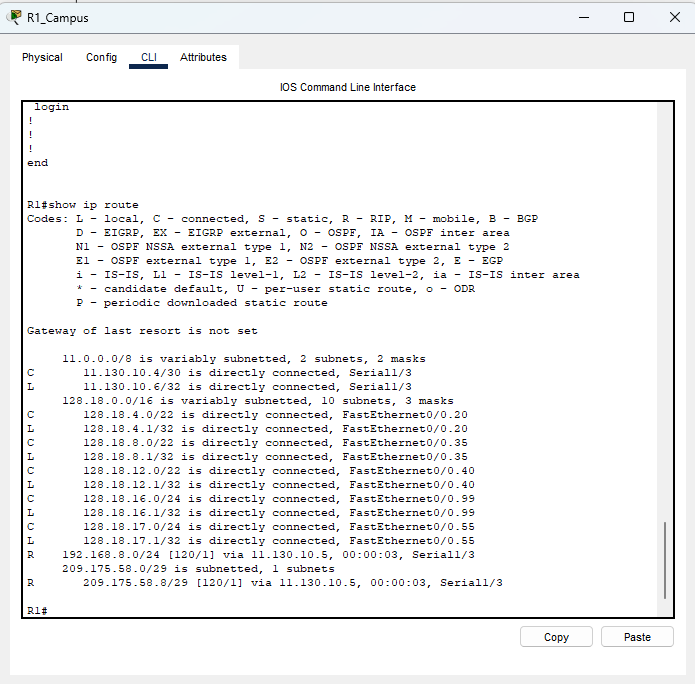 R1_Campus
Physical Config CLI Attributes
IOS Command Line Interface
login
!
!
!
end
R1#show ip route
Codes: L - local, C - connected, S - static, R - RIP, M - mobile, B - BGP
D - EIGRP, EX - EIGRP external, O - OSPF, IA - OSPF inter area
N1 - OSPF NSSA external type 1, N2 - OSPF NSSA external type 2
E1 - OSPF external type 1, E2 - OSPF external type 2, E - EGP
i - IS-IS, L1 - IS-IS level-1, L2 - IS-IS level-2, ia - IS-IS inter area
* - candidate default, U - per-user static route, o - ODR
P - periodic downloaded static route
Gateway of last resort is not set
11.0.0.0/8 is variably subnetted, 2 subnets, 2 masks
C 11.130.10.4/30 is directly connected, Serial1/3
L 11.130.10.6/32 is directly connected, Serial1/3
128.18.0.0/16 is variably subnetted, 10 subnets, 3 masks
C 128.18.4.0/22 is directly connected, FastEthernet0/0.20
L 128.18.4.1/32 is directly connected, FastEthernet0/0.20
C 128.18.8.0/22 is directly connected, FastEthernet0/0.35
L 128.18.8.1/32 is directly connected, FastEthernet0/0.35
C 128.18.12.0/22 is directly connected, FastEthernet0/0.40
L 128.18.12.1/32 is directly connected, FastEthernet0/0.40
C 128.18.16.0/24 is directly connected, FastEthernet0/0.99
L 128.18.16.1/32 is directly connected, FastEthernet0/0.99
C 128.18.17.0/24 is directly connected, FastEthernet0/0.55
L 128.18.17.1/32 is directly connected, FastEthernet0/0.55
R 192.168.8.0/24 [120/1] via 11.130.10.5, 00:00:03, Serial1/3
209.175.58.0/29 is subnetted, 1 subnets
R 209.175.58.8/29 [120/1] via 11.130.10.5, 00:00:03, Serial1/3
R1#
Copy Paste